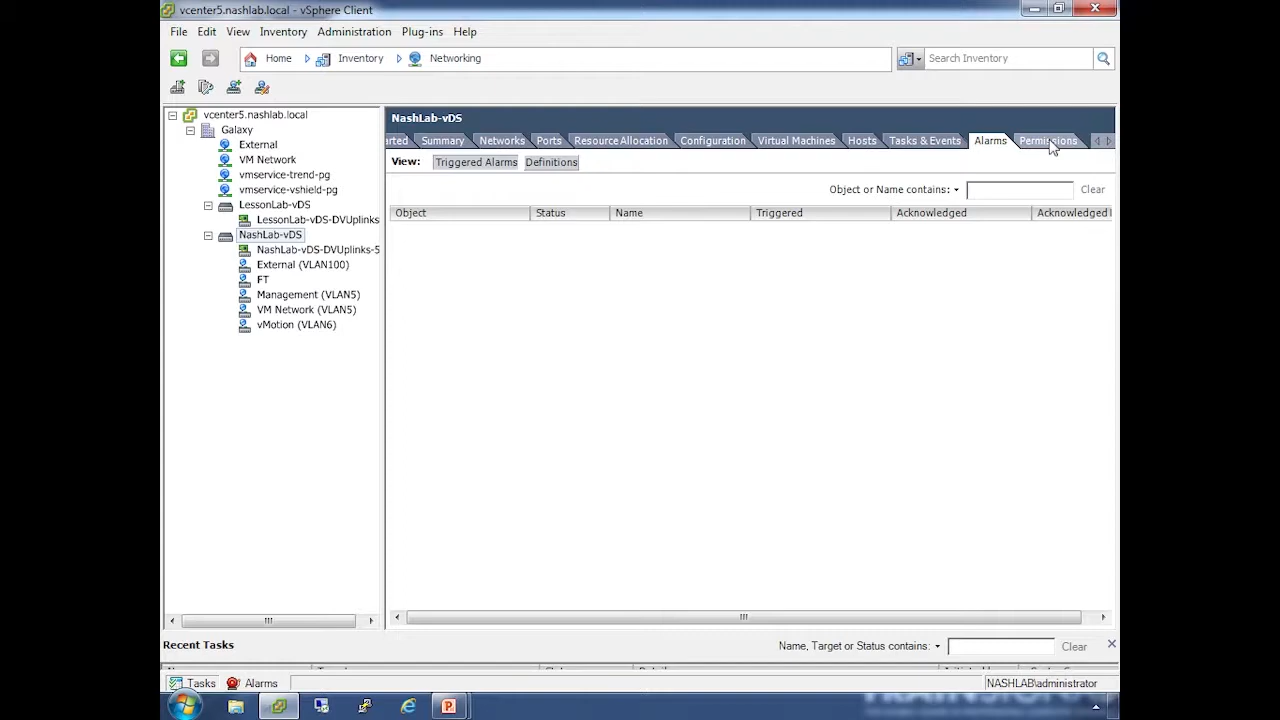 vcenter5.nashlab.local - vSphere Client
File Edit View Inventory Administration Plug-ins Help
Home Inventory Networking Search Inventory
vcenter5.nashlab.local
Galaxy
External
VM Network
vmservice-trend-pg
vmservice-vshield-pg
LessonLab-vDS
LessonLab-vDS-DVUplinks
NashLab-vDS
NashLab-vDS-DVUplinks-5
External (VLAN100)
FT
Management (VLAN5)
VM Network (VLAN5)
vMotion (VLAN6)
NashLab-vDS
arted Summary Networks Ports Resource Allocation Configuration Virtual Machines Hosts Tasks & Events Alarms Permissions
View: Triggered Alarms Definitions
Object or Name contains: Clear
Object Status Name Triggered Acknowledged Acknowledged
Recent Tasks Name, Target or Status contains: Clear
Tasks Alarms NASHLAB\administrator